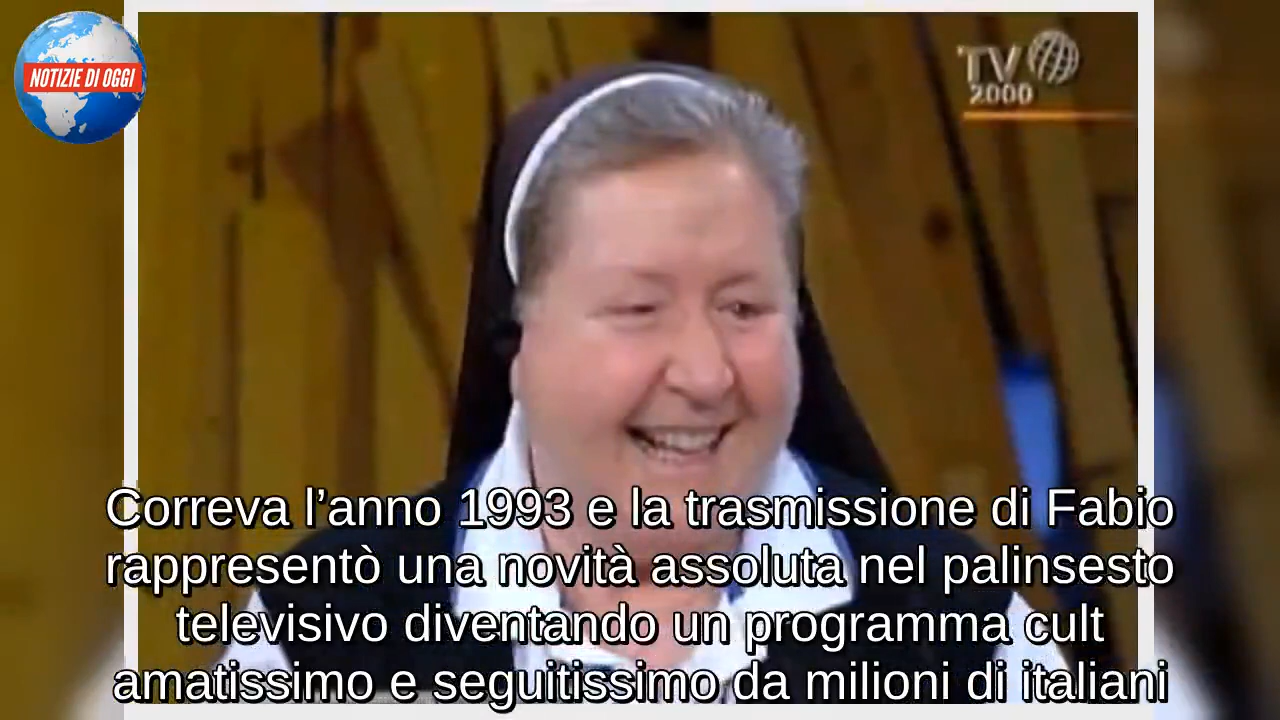 NOTIZIE DI OGGI
TV
2000
Correva l’anno 1993 e la trasmissione di Fabio
rappresentò una novità assoluta nel palinsesto
televisivo diventando un programma cult
amatissimo e seguitissimo da milioni di italiani